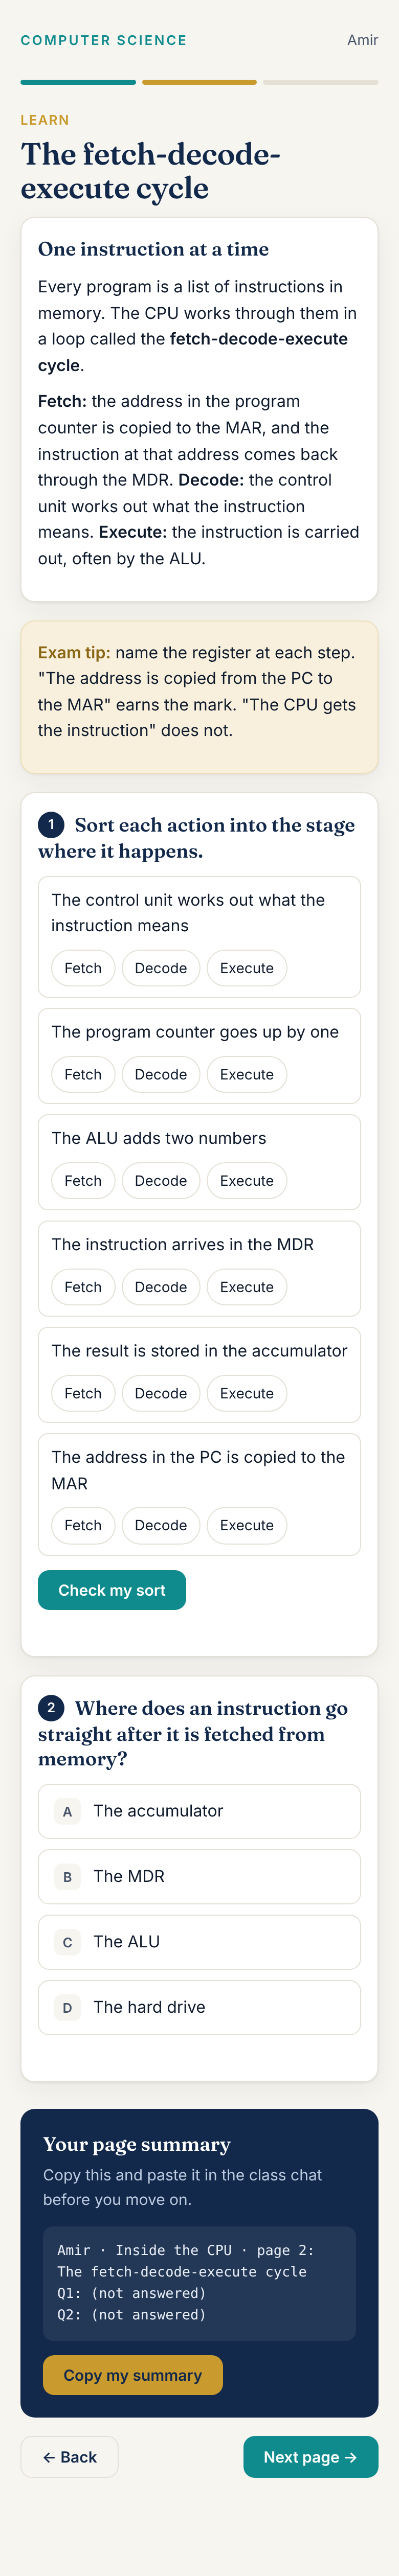 COMPUTER SCIENCE
Amir
LEARN
The fetch-decode-
execute cycle
One instruction at a time
Every program is a list of instructions in
memory. The CPU works through them in
a loop called the fetch-decode-execute
cycle.
Fetch: the address in the program
counter is copied to the MAR, and the
instruction at that address comes back
through the MDR. Decode: the control
unit works out what the instruction
means. Execute: the instruction is carried
out, often by the ALU.
Exam tip: name the register at each step.
"The address is copied from the PC to
the MAR" earns the mark. "The CPU gets
the instruction" does not.
1 Sort each action into the stage
where it happens.
The control unit works out what the
instruction means
Fetch Decode Execute
The program counter goes up by one
Fetch Decode Execute
The ALU adds two numbers
Fetch Decode Execute
The instruction arrives in the MDR
Fetch Decode Execute
The result is stored in the accumulator
Fetch Decode Execute
The address in the PC is copied to the
MAR
Fetch Decode Execute
Check my sort
2 Where does an instruction go
straight after it is fetched from
memory?
A The accumulator
B The MDR
C The ALU
D The hard drive
Your page summary
Copy this and paste it in the class chat
before you move on.
Amir · Inside the CPU · page 2:
The fetch-decode-execute cycle
Q1: (not answered)
Q2: (not answered)
Copy my summary
← Back
Next page →